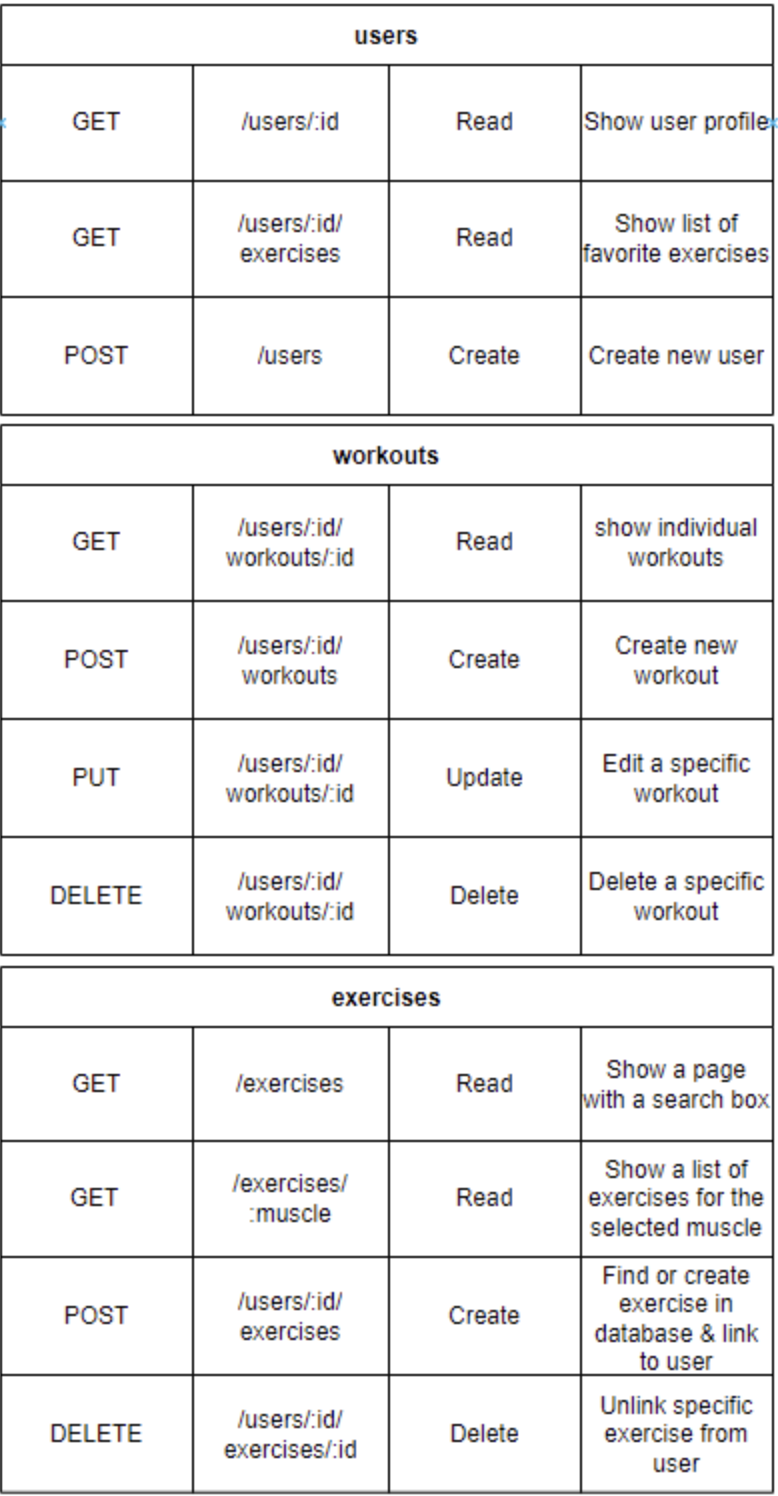 users
GET /users/:id Read Show user profile
GET /users/:id/ Read Show list of
exercises favorite exercises
POST /users Create Create new user
workouts
GET /users/:id/ Read show individual
workouts/:id workouts
POST /users/:id/ Create Create new
workouts workout
PUT /users/:id/ Update Edit a specific
workouts/:id workout
DELETE /users/:id/ Delete Delete a specific
workouts/:id workout
exercises
GET /exercises Read Show a page
with a search box
GET /exercises/ Read Show a list of
:muscle exercises for the
selected muscle
POST /users/:id/ Create Find or create
exercises exercise in
database & link
to user
DELETE /users/:id/ Delete Unlink specific
exercises/:id exercise from
user